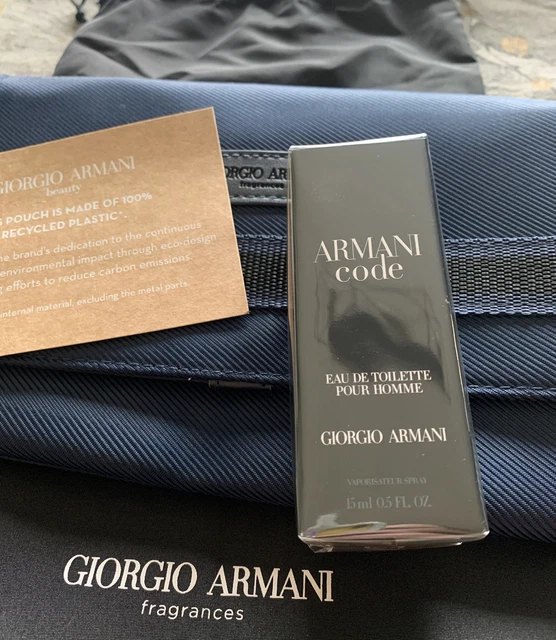 GIORGIO ARMANI
beauty
POUCH IS MADE OF 100%
RECYCLED PLASTIC*.
the brand's dedication to the continuous
environmental impact through eco-design
efforts to reduce carbon emissions.
internal material, excluding the metal parts.
GIORGIO AR
fragrances
ARMANI
code
EAU DE TOILETTE
POUR HOMME
GIORGIO ARMANI
VAPORISATEUR SPRAY
15 ml 0.5 FL. OZ.
GIORGIO ARMANI
fragrances